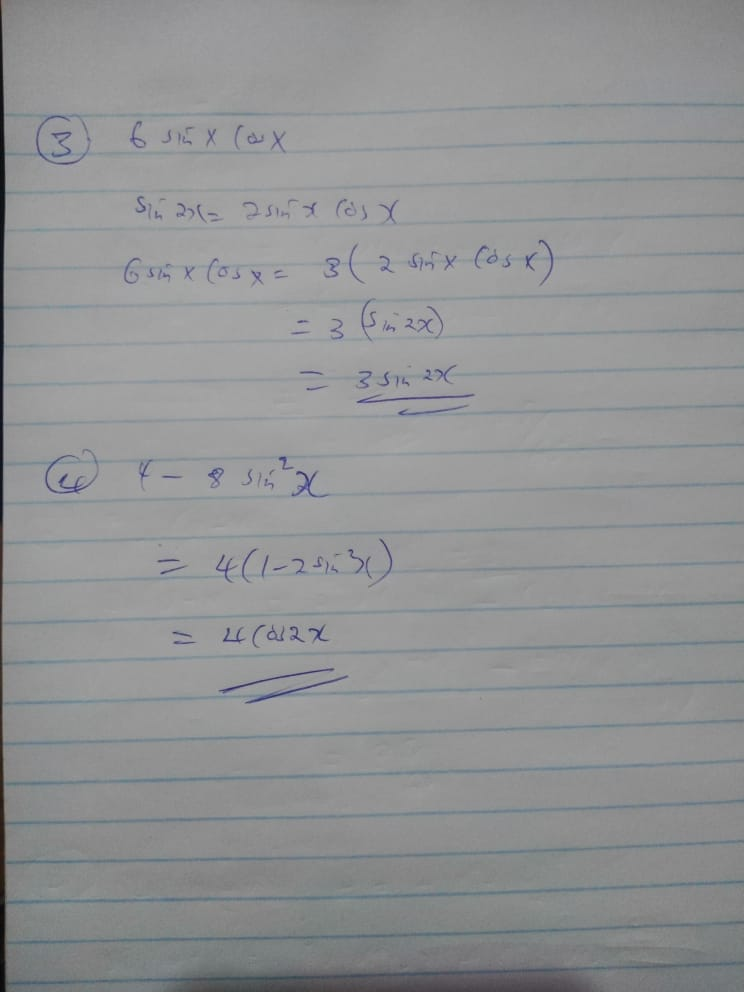 3 6 sin x cos x
sin 2x = 2 sin x cos x
6 sin x cos x = 3 ( 2 sin x cos x )
= 3 (sin 2x)
= 3 sin 2x
4 4 - 8 sin² x
= 4(1-2 sin²x)
= 4 cos 2x